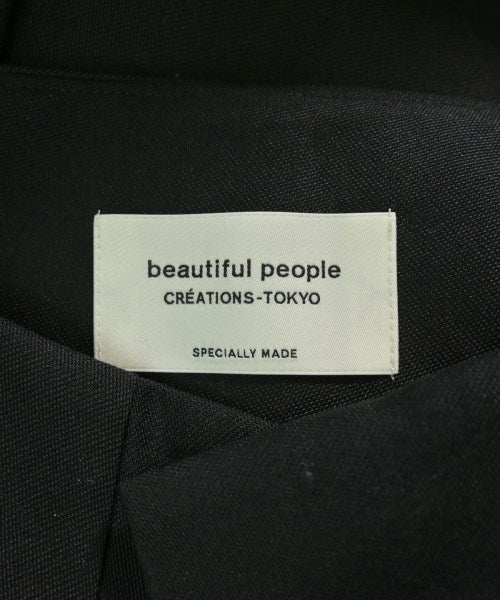 beautiful people
CRÉATIONS-TOKYO
SPECIALLY MADE